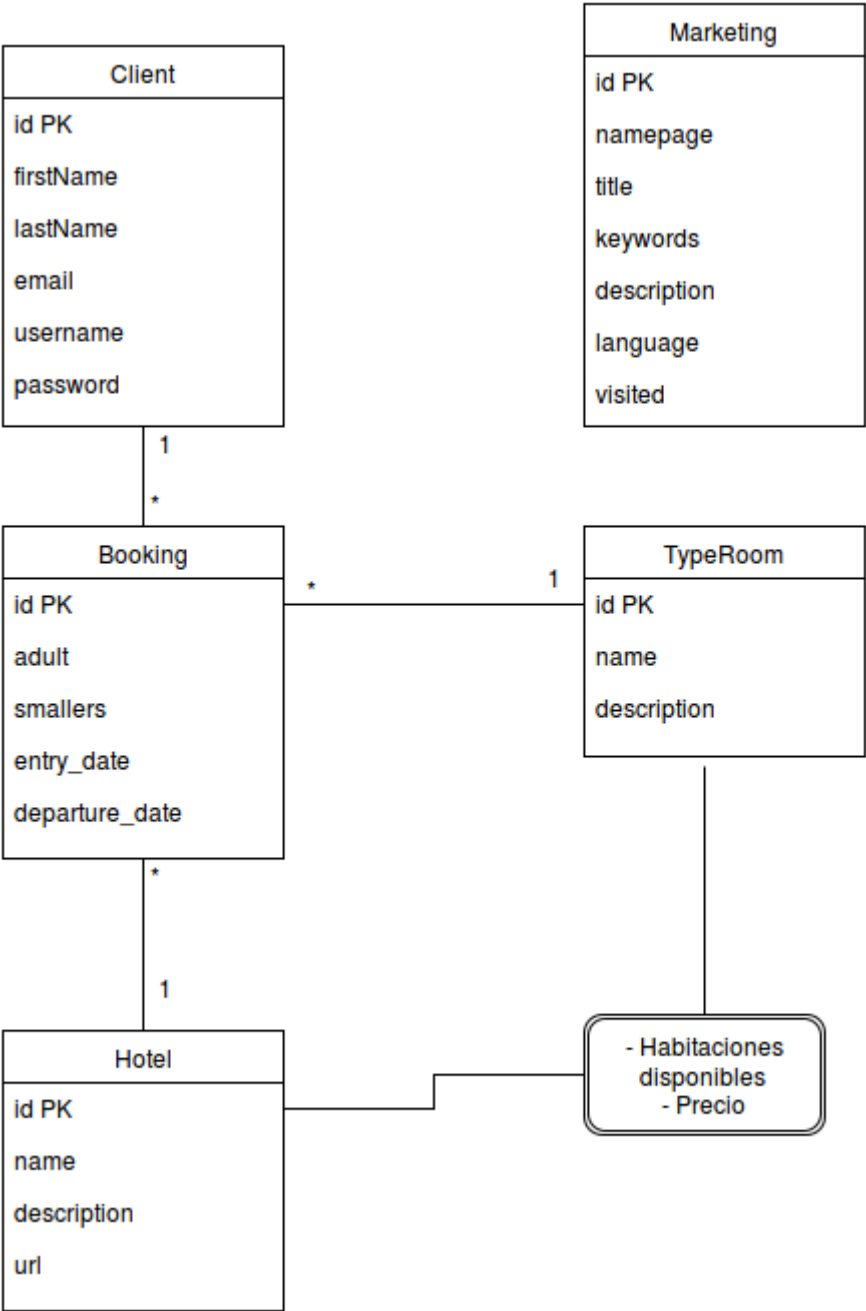 Client
id PK
firstName
lastName
email
username
password
Marketing
id PK
namepage
title
keywords
description
language
visited
1
*
Booking
id PK
adult
smallers
entry_date
departure_date
*
1
TypeRoom
id PK
name
description
*
1
Hotel
id PK
name
description
url
- Habitaciones
disponibles
- Precio